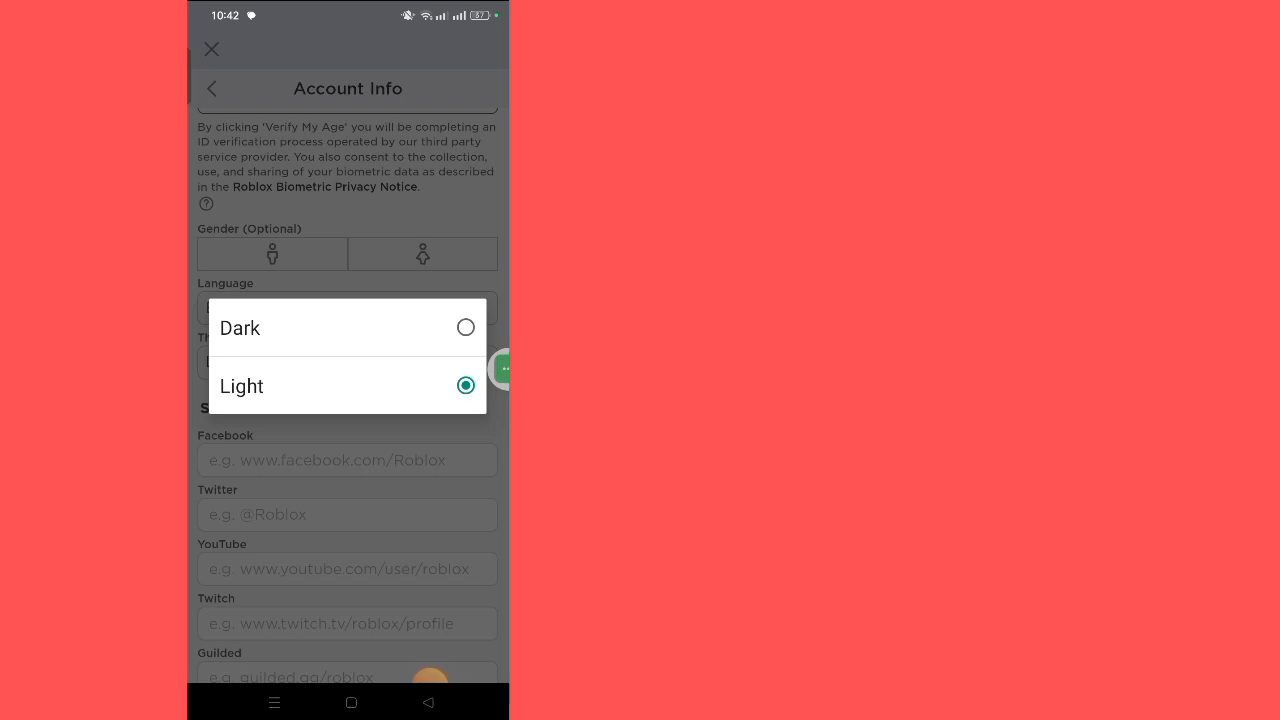 10:42
67
Account Info
By clicking 'Verify My Age' you will be completing an
ID verification process operated by our third party
service provider. You also consent to the collection,
use, and sharing of your biometric data as described
in the Roblox Biometric Privacy Notice.
Gender (Optional)
Language
Th
Dark
Light
S
Facebook
e.g. www.facebook.com/Roblox
Twitter
e.g. @Roblox
YouTube
e.g. www.youtube.com/user/roblox
Twitch
e.g. www.twitch.tv/roblox/profile
Guilded
e.g. guilded.gg/roblox